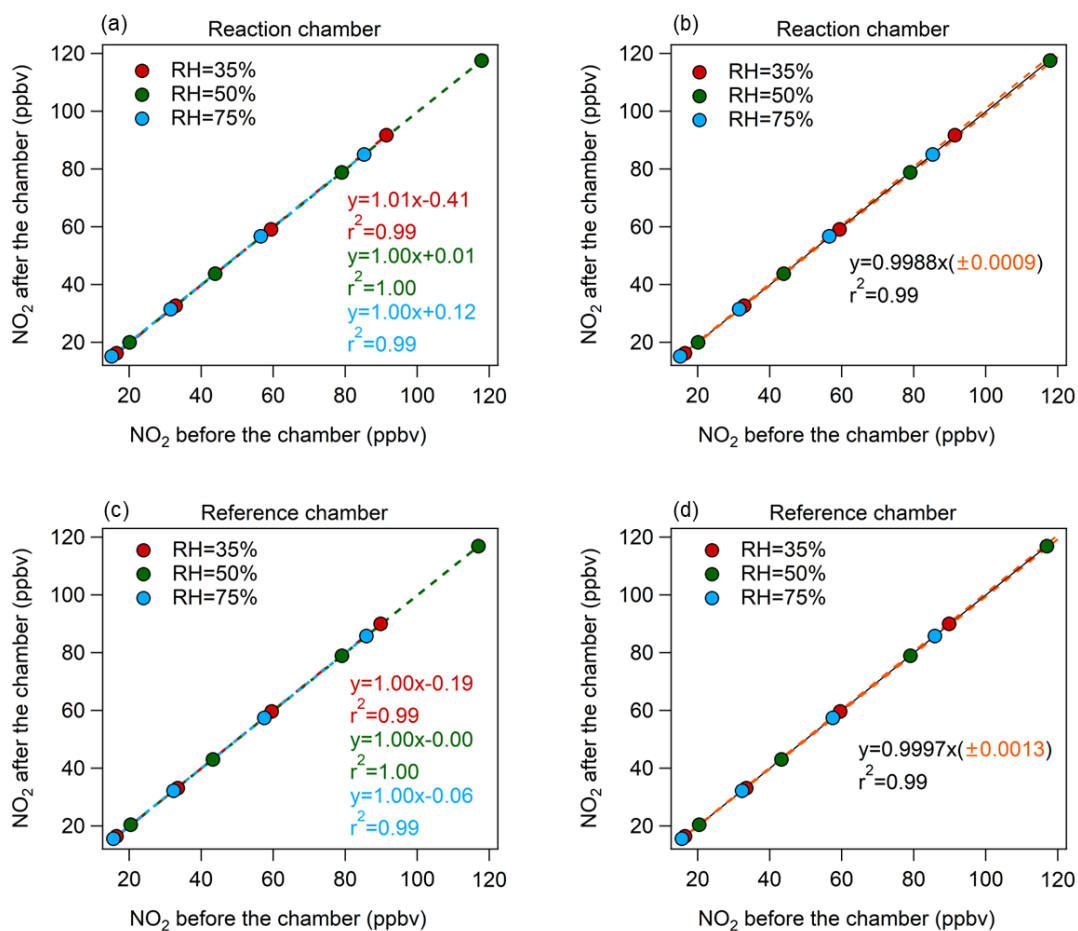 (a)
Reaction chamber
NO2 after the chamber (ppbv)
120
100
80
60
40
20
RH=35%
RH=50%
RH=75%
y=1.01x-0.41
r2=0.99
y=1.00x+0.01
r2=1.00
y=1.00x+0.12
r2=0.99
20 40 60 80 100 120
NO2 before the chamber (ppbv)
(b)
Reaction chamber
NO2 after the chamber (ppbv)
120
100
80
60
40
20
RH=35%
RH=50%
RH=75%
y=0.9988x(±0.0009)
r2=0.99
20 40 60 80 100 120
NO2 before the chamber (ppbv)
(c)
Reference chamber
NO2 after the chamber (ppbv)
120
100
80
60
40
20
RH=35%
RH=50%
RH=75%
y=1.00x-0.19
r2=0.99
y=1.00x-0.00
r2=1.00
y=1.00x-0.06
r2=0.99
20 40 60 80 100 120
NO2 before the chamber (ppbv)
(d)
Reference chamber
NO2 after the chamber (ppbv)
120
100
80
60
40
20
RH=35%
RH=50%
RH=75%
y=0.9997x(±0.0013)
r2=0.99
20 40 60 80 100 120
NO2 before the chamber (ppbv)